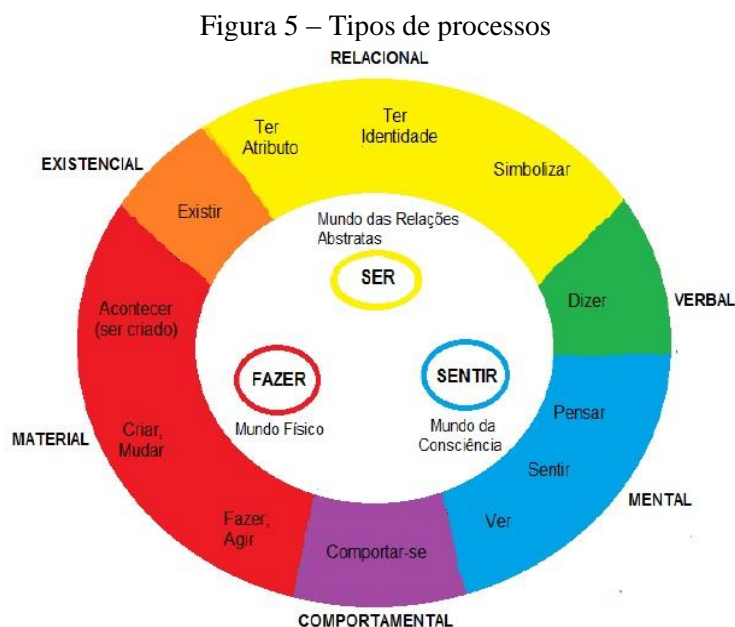 Figura 5 – Tipos de processos
RELACIONAL
Ter
Atributo
Ter
Identidade
Simbolizar
EXISTENCIAL
Existir
Mundo das Relações
Abstratas
SER
Dizer
VERBAL
Acontecer
(ser criado)
FAZER
Mundo Físico
SENTIR
Mundo da
Consciência
Pensar
Sentir
Ver
MENTAL
MATERIAL
Criar,
Mudar
Fazer,
Agir
Comportar-se
COMPORTAMENTAL